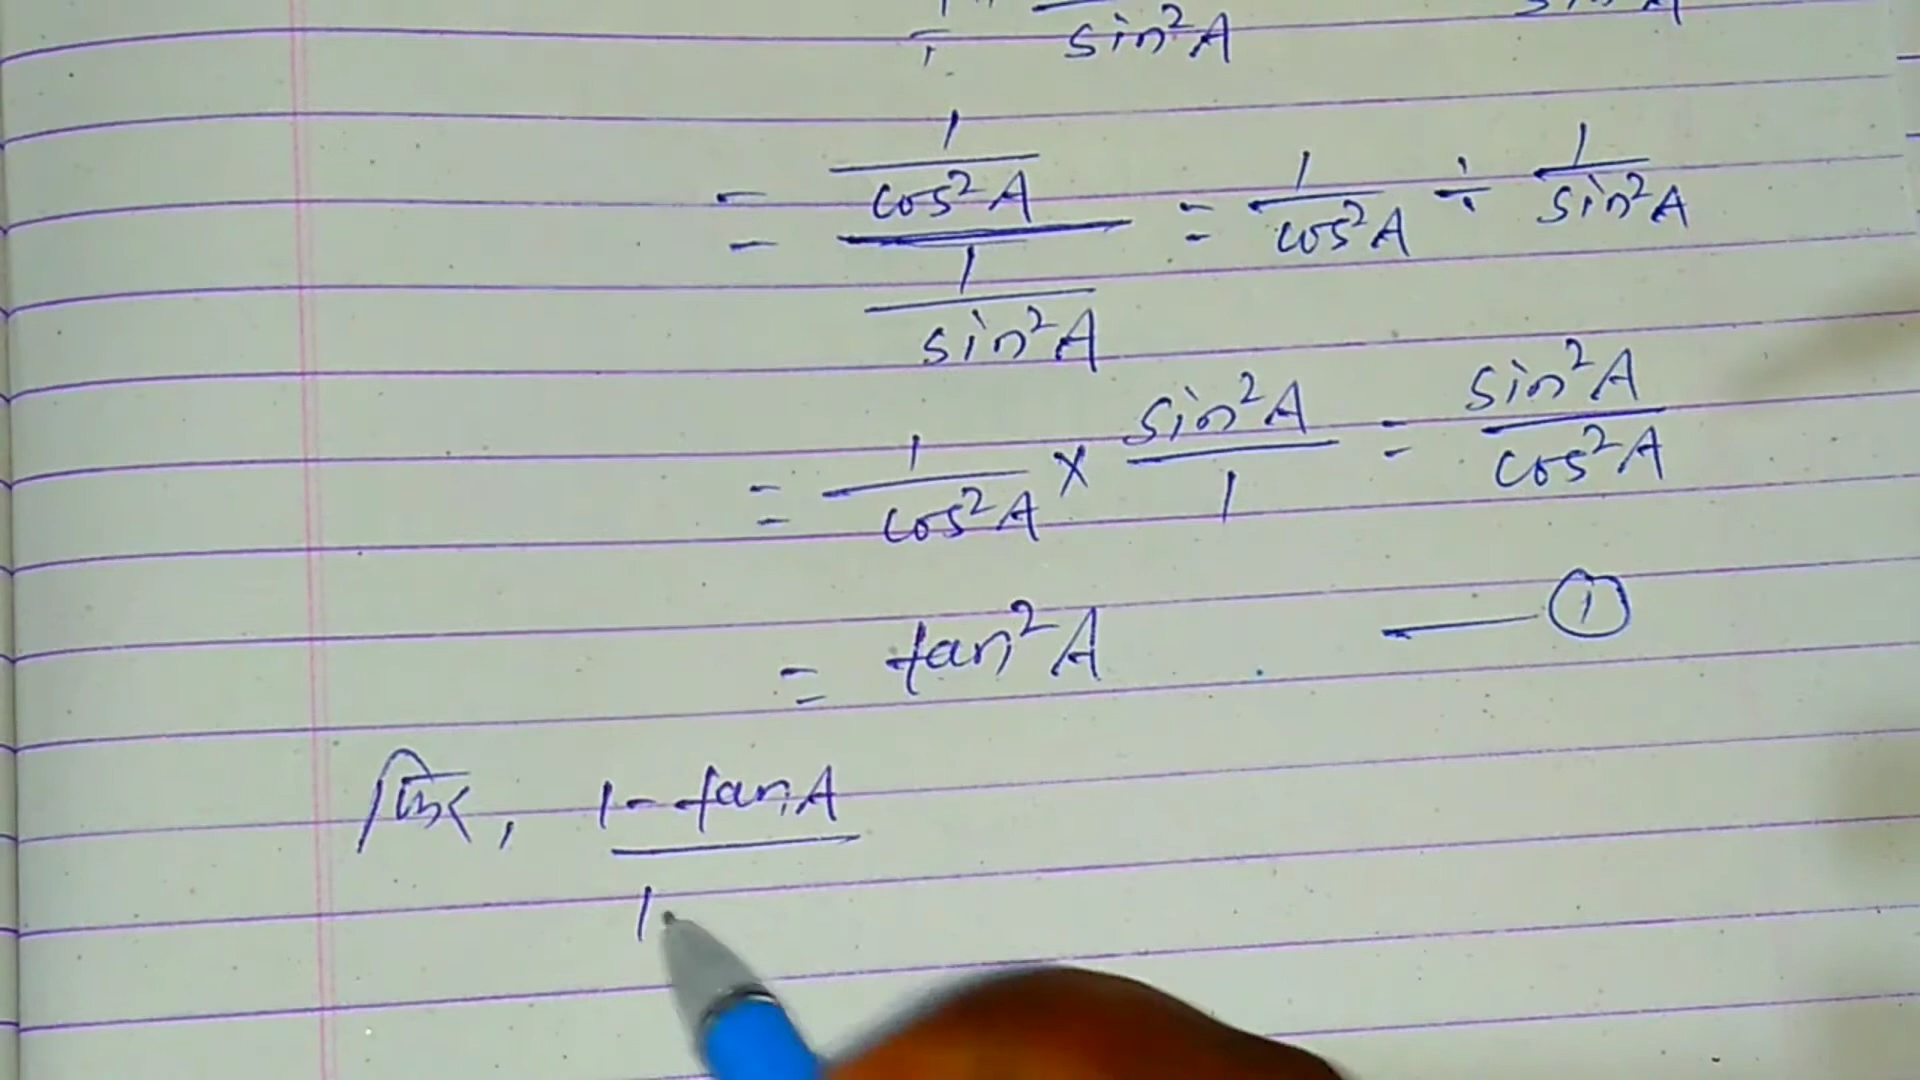 sin²A
= 1/cos²A / 1/sin²A = 1/cos²A ÷ 1/sin²A
= 1/cos²A × sin²A/1 = sin²A/cos²A
= tan²A —— ①
1 - tanA / 1